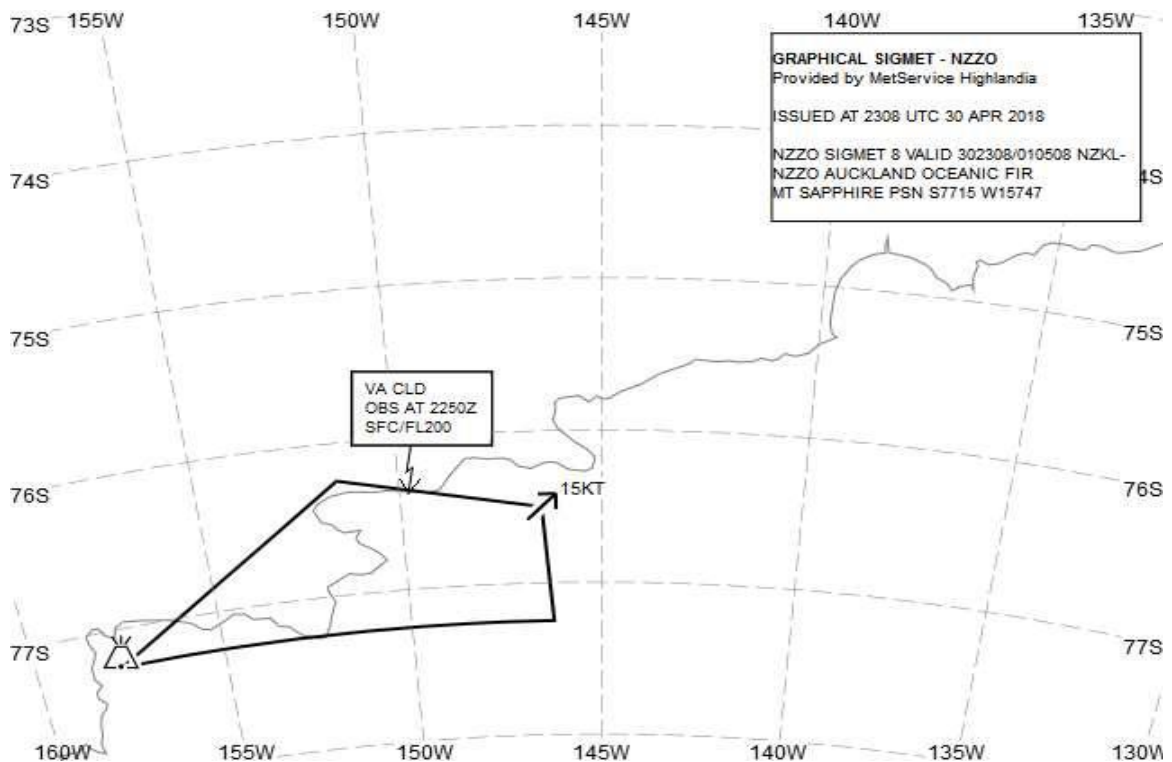 73S 155W 150W 145W 140W 135W
GRAPHICAL SIGMET - NZZO
Provided by MetService Highlandia
ISSUED AT 2308 UTC 30 APR 2018
NZZO SIGMET 8 VALID 302308/010508 NZKL-
NZZO AUCKLAND OCEANIC FIR
MT SAPPHIRE PSN S7715 W15747
74S 4S
75S 75S
VA CLD
OBS AT 2250Z
SFC/FL200
76S 15KT 76S
77S 77S
160W 155W 150W 145W 140W 135W 130W